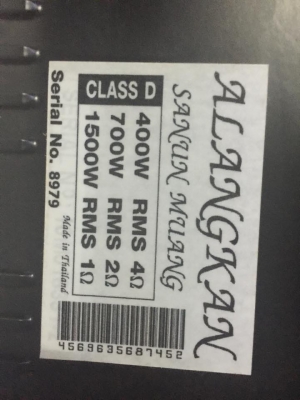 ALANGKAN
SANUN MUANG
CLASS D
400W RMS 4Ω
700W RMS 2Ω
1500W RMS 1Ω
Serial No. 8979
Made in Thailand
4569635687452